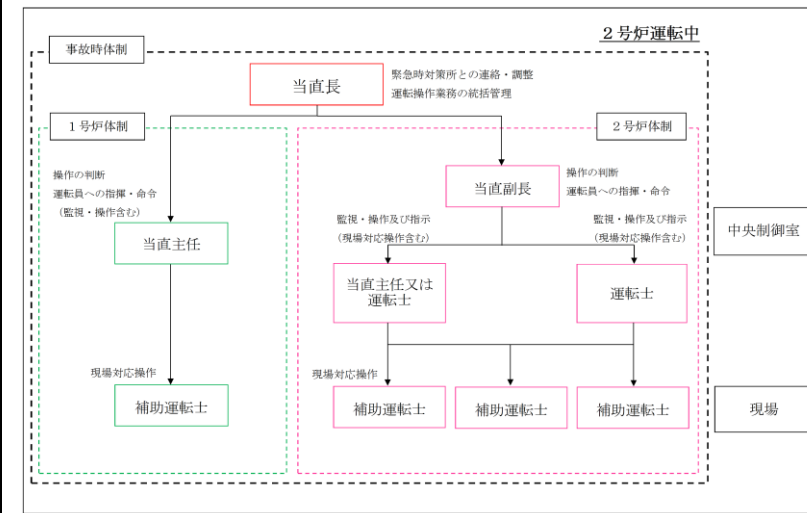 ２号炉運転中
事故時体制
当直長
緊急時対策所との連絡・調整
運転操作業務の統括管理
１号炉体制
２号炉体制
操作の判断
運転員への指揮・命令
（監視・操作含む）
当直主任
操作の判断
運転員への指揮・命令
当直副長
監視・操作及び指示
（現場対応操作含む）
監視・操作及び指示
（現場対応操作含む）
中央制御室
当直主任又は
運転士
運転士
現場対応操作
現場対応操作
補助運転士
補助運転士
補助運転士
補助運転士
現場